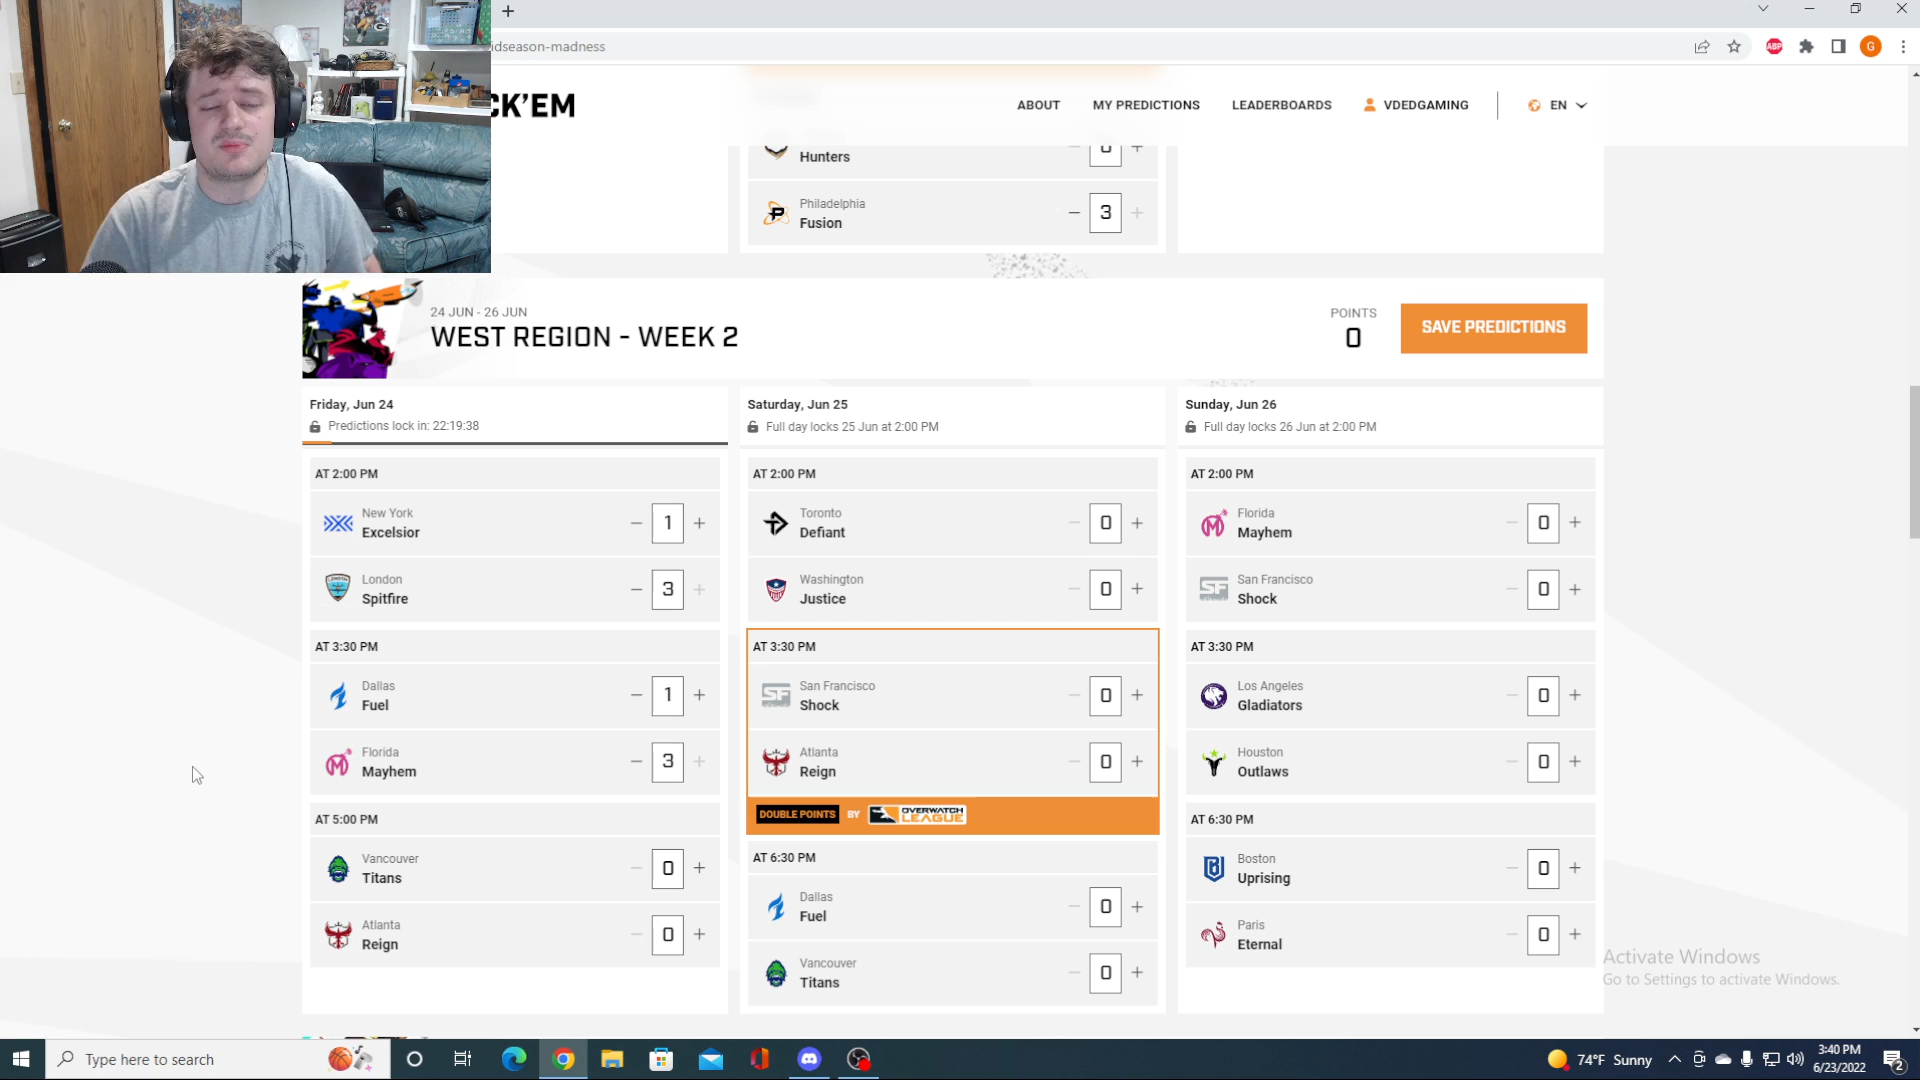 idseason-madness
CK'EM
ABOUT
MY PREDICTIONS
LEADERBOARDS
VDEDGAMING
EN
Hunters
0
Philadelphia
Fusion
3
24 JUN - 26 JUN
WEST REGION - WEEK 2
POINTS
0
SAVE PREDICTIONS
Friday, Jun 24
Predictions lock in: 22:19:38
AT 2:00 PM
New York
Excelsior
1
London
Spitfire
3
AT 3:30 PM
Dallas
Fuel
1
Florida
Mayhem
3
AT 5:00 PM
Vancouver
Titans
0
Atlanta
Reign
0
Saturday, Jun 25
Full day locks 25 Jun at 2:00 PM
AT 2:00 PM
Toronto
Defiant
0
Washington
Justice
0
AT 3:30 PM
San Francisco
Shock
0
Atlanta
Reign
0
DOUBLE POINTS BY OVERWATCH LEAGUE
AT 6:30 PM
Dallas
Fuel
0
Vancouver
Titans
0
Sunday, Jun 26
Full day locks 26 Jun at 2:00 PM
AT 2:00 PM
Florida
Mayhem
0
San Francisco
Shock
0
AT 3:30 PM
Los Angeles
Gladiators
0
Houston
Outlaws
0
AT 6:30 PM
Boston
Uprising
0
Paris
Eternal
0
Activate Windows
Go to Settings to activate Windows.
Type here to search
74°F Sunny
3:40 PM
6/23/2022
2